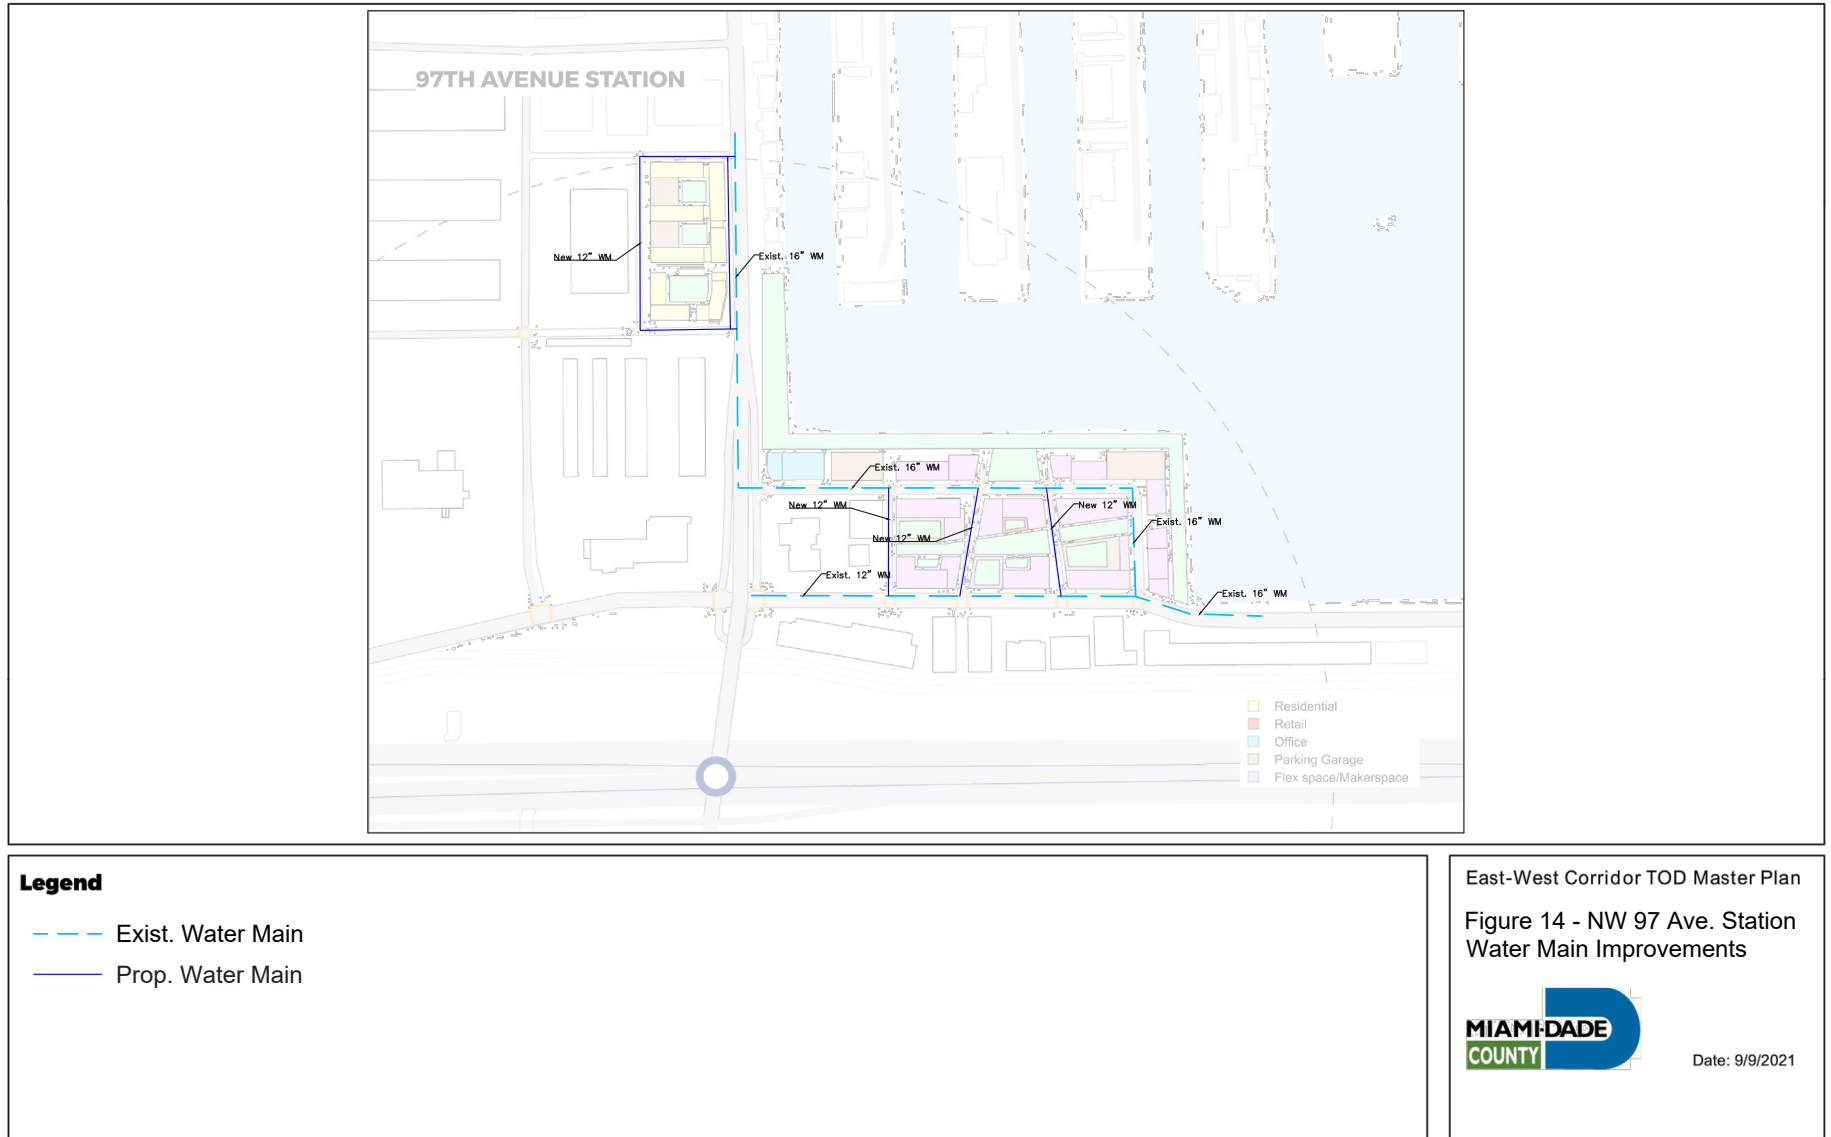 97TH AVENUE STATION
New 12" WM
Exist. 16" WM
Exist. 16" WM
New 12" WM
New 12" WM
New 12" WM
Exist. 16" WM
Exist. 12" WM
Exist. 16" WM
Residential
Retail
Office
Parking Garage
Flex space/Makerspace
Legend
Exist. Water Main
Prop. Water Main
East-West Corridor TOD Master Plan
Figure 14 - NW 97 Ave. Station
Water Main Improvements
MIAMI-DADE
COUNTY
Date: 9/9/2021